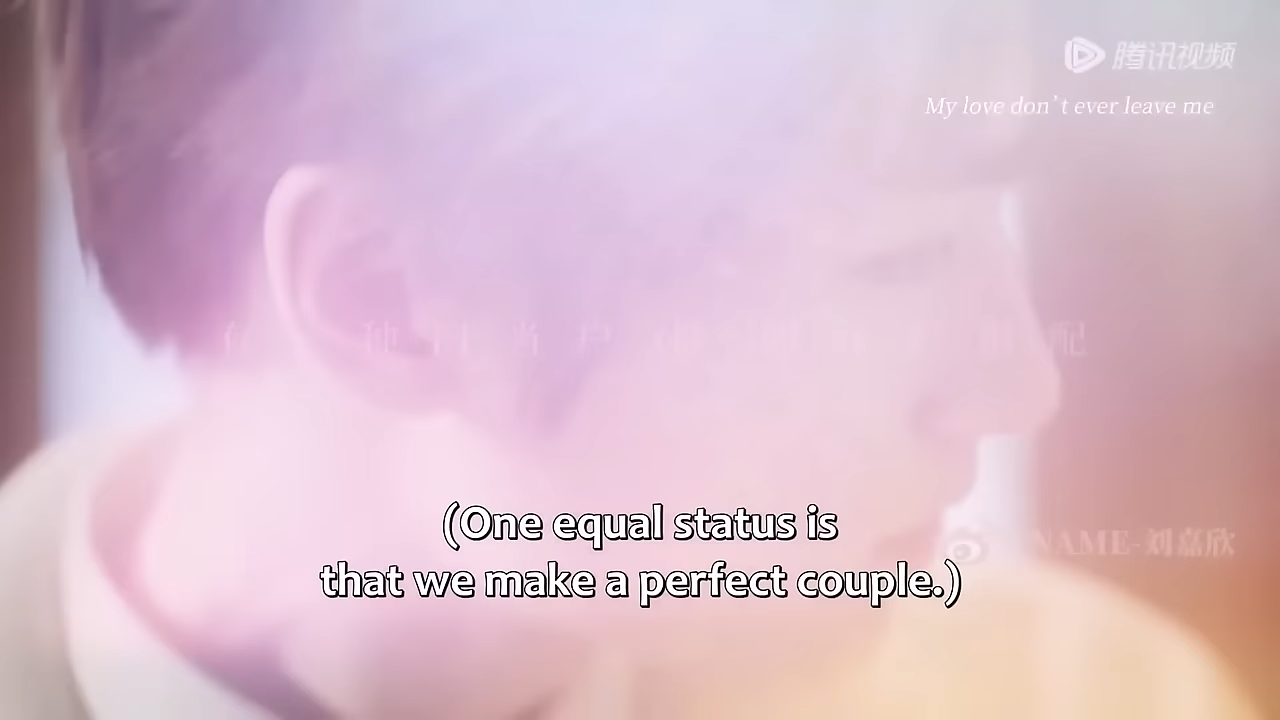 腾讯视频
My love don't ever leave me
(One equal status is
that we make a perfect couple.)
NAME-刘嘉欣